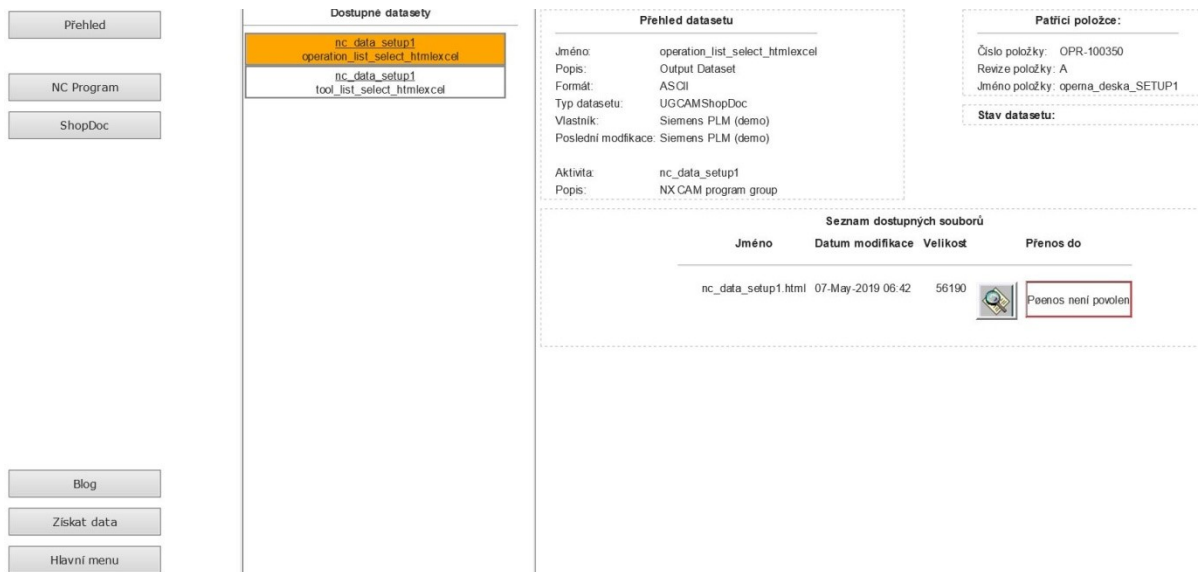 Přehled
NC Program
ShopDoc
Blog
Získat data
Hlavní menu
Dostupné datasety
nc_data_setup1
operation_list_select_htmlexcel
nc_data_setup1
tool_list_select_htmlexcel
Přehled datasetu
Jméno: operation_list_select_htmlexcel
Popis: Output Dataset
Formát: ASCII
Typ datasetu: UGCAMShopDoc
Vlastník: Siemens PLM (demo)
Poslední modfikace: Siemens PLM (demo)
Aktivita: nc_data_setup1
Popis: NX CAM program group
Patřící položce:
Číslo položky: OPR-100350
Revize položky: A
Jméno položky: operna_deska_SETUP1
Stav datasetu:
Seznam dostupných souborů
Jméno Datum modifikace Velikost Přenos do
nc_data_setup1.html 07-May-2019 06:42 56190 Pøenos není povolen